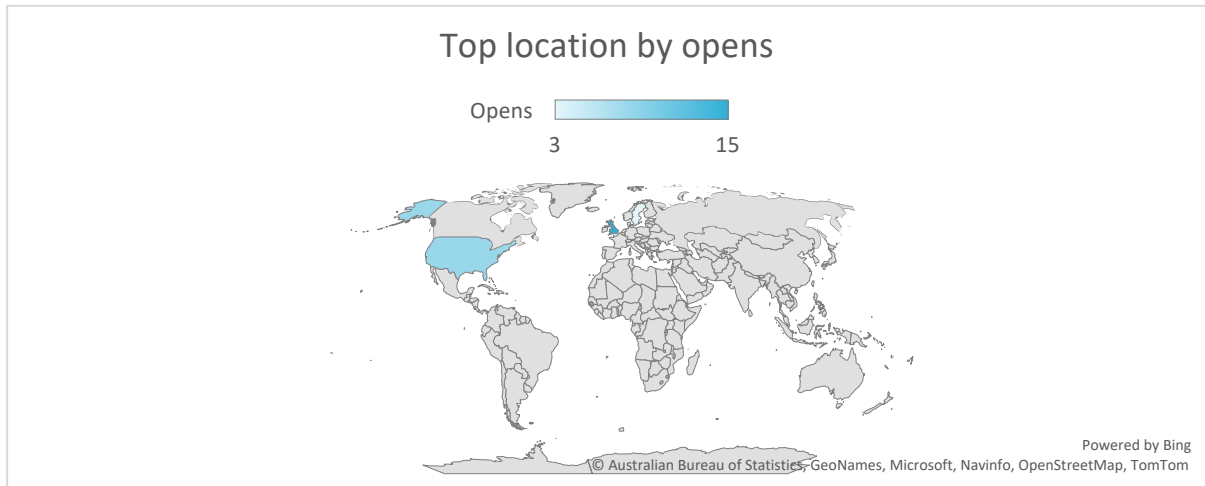 Top location by opens
Opens
3 15
Powered by Bing
© Australian Bureau of Statistics, GeoNames, Microsoft, Navinfo, OpenStreetMap, TomTom